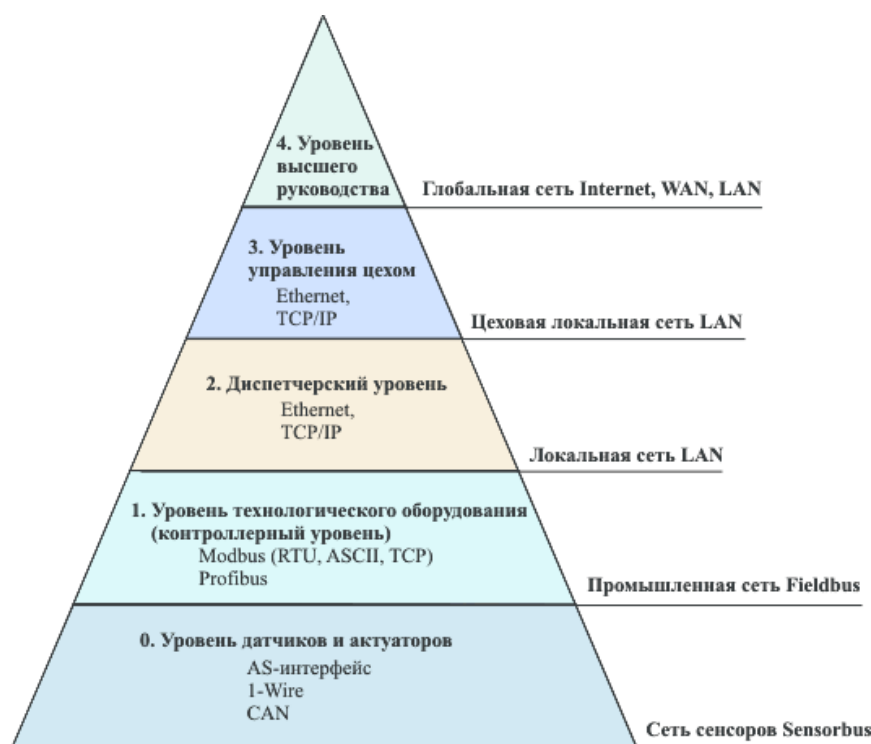 4. Уровень
высшего
руководства
Глобальная сеть Internet, WAN, LAN
3. Уровень
управления цехом
Ethernet,
TCP/IP
Цеховая локальная сеть LAN
2. Диспетчерский уровень
Ethernet,
TCP/IP
Локальная сеть LAN
1. Уровень технологического оборудования
(контроллерный уровень)
Modbus (RTU, ASCII, TCP)
Profibus
Промышленная сеть Fieldbus
0. Уровень датчиков и актуаторов
AS-интерфейс
1-Wire
CAN
Сеть сенсоров Sensorbus